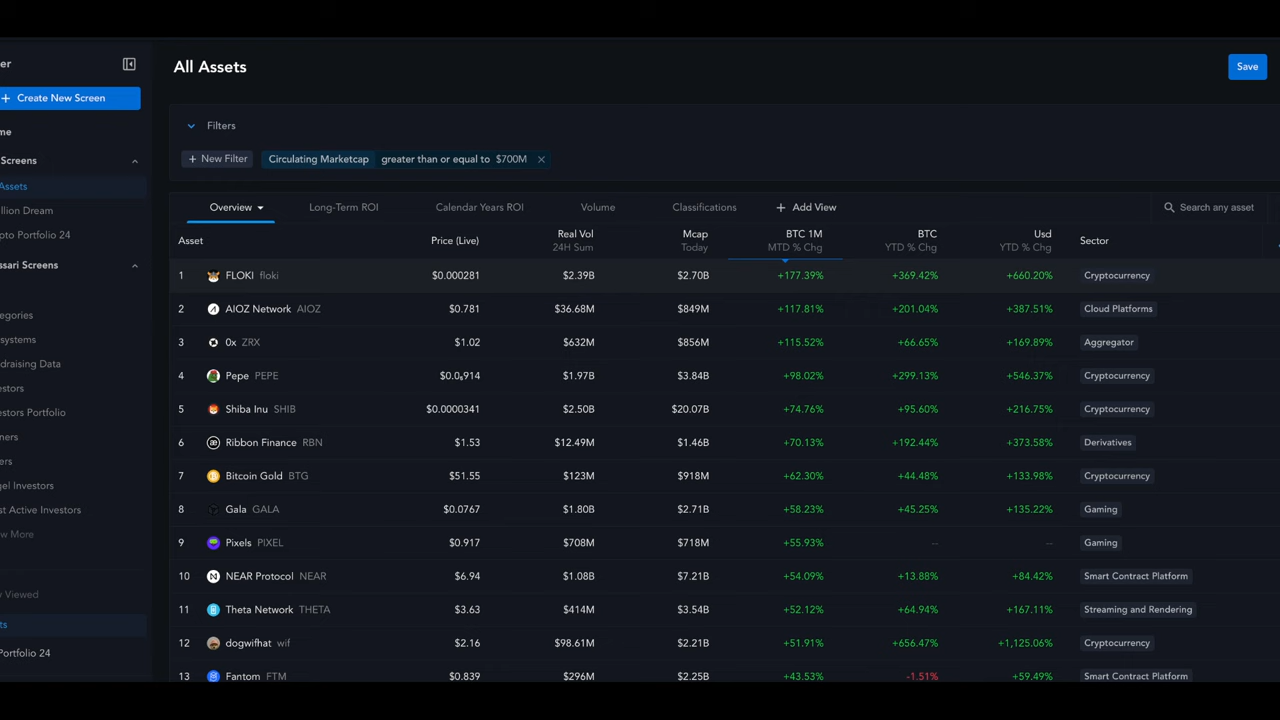 er
All Assets
Save
+ Create New Screen
Filters
me
+ New Filter Circulating Marketcap greater than or equal to $700M ×
Screens
Assets
llion Dream
pto Portfolio 24
ssari Screens
egories
systems
draising Data
estors
estors Portfolio
ners
ers
gel Investors
st Active Investors
w More
y Viewed
ts
Portfolio 24
Overview Long-Term ROI Calendar Years ROI Volume Classifications + Add View Search any asset
Asset Price (Live) Real Vol 24H Sum Mcap Today BTC 1M MTD % Chg BTC YTD % Chg Usd YTD % Chg Sector
1 FLOKI floki $0.000281 $2.39B $2.70B +177.39% +369.42% +660.20% Cryptocurrency
2 AIOZ Network AIOZ $0.781 $36.68M $849M +117.81% +201.04% +387.51% Cloud Platforms
3 0x ZRX $1.02 $632M $856M +115.52% +66.65% +169.89% Aggregator
4 Pepe PEPE $0.0₅914 $1.97B $3.84B +98.02% +299.13% +546.37% Cryptocurrency
5 Shiba Inu SHIB $0.0000341 $2.50B $20.07B +74.76% +95.60% +216.75% Cryptocurrency
6 Ribbon Finance RBN $1.53 $12.49M $1.46B +70.13% +192.44% +373.58% Derivatives
7 Bitcoin Gold BTG $51.55 $123M $918M +62.30% +44.48% +133.98% Cryptocurrency
8 Gala GALA $0.0767 $1.80B $2.71B +58.23% +45.25% +135.22% Gaming
9 Pixels PIXEL $0.917 $708M $718M +55.93% -- -- Gaming
10 NEAR Protocol NEAR $6.94 $1.08B $7.21B +54.09% +13.88% +84.42% Smart Contract Platform
11 Theta Network THETA $3.63 $414M $3.54B +52.12% +64.94% +167.11% Streaming and Rendering
12 dogwifhat wif $2.16 $98.61M $2.21B +51.91% +656.47% +1,125.06% Cryptocurrency
13 Fantom FTM $0.839 $296M $2.25B +43.53% -1.51% +59.49% Smart Contract Platform